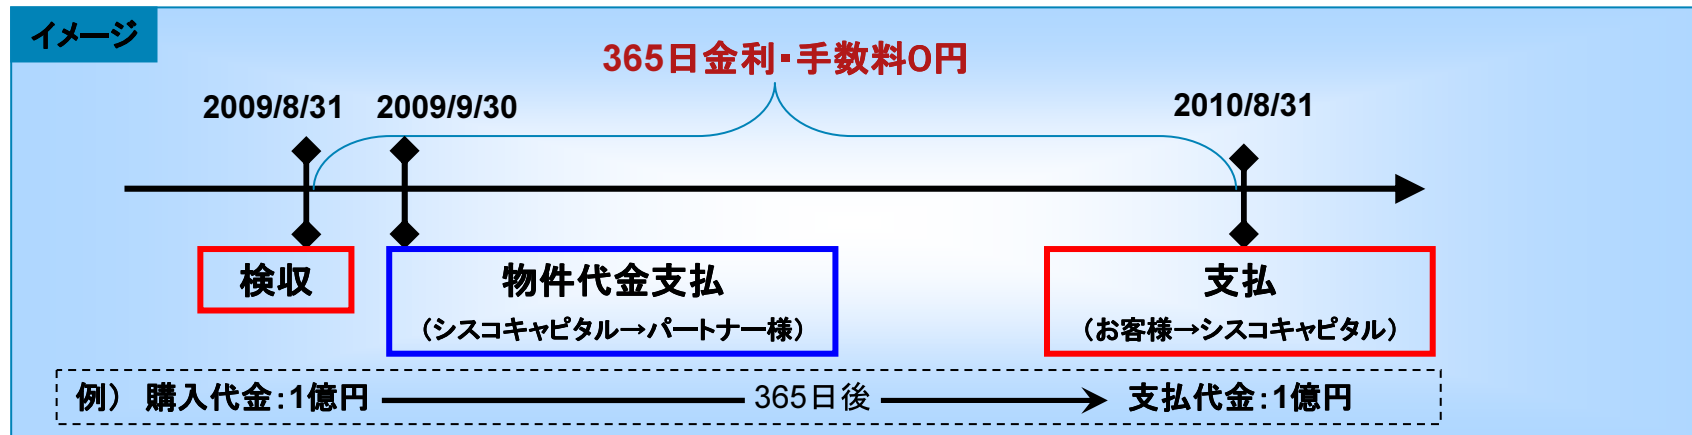 イメージ
365日金利・手数料0円
2009/8/31 2009/9/30 2010/8/31
検収 物件代金支払 支払
（シスコキャピタル→パートナー様） （お客様→シスコキャピタル）
例） 購入代金：1億円 365日後 支払代金：1億円